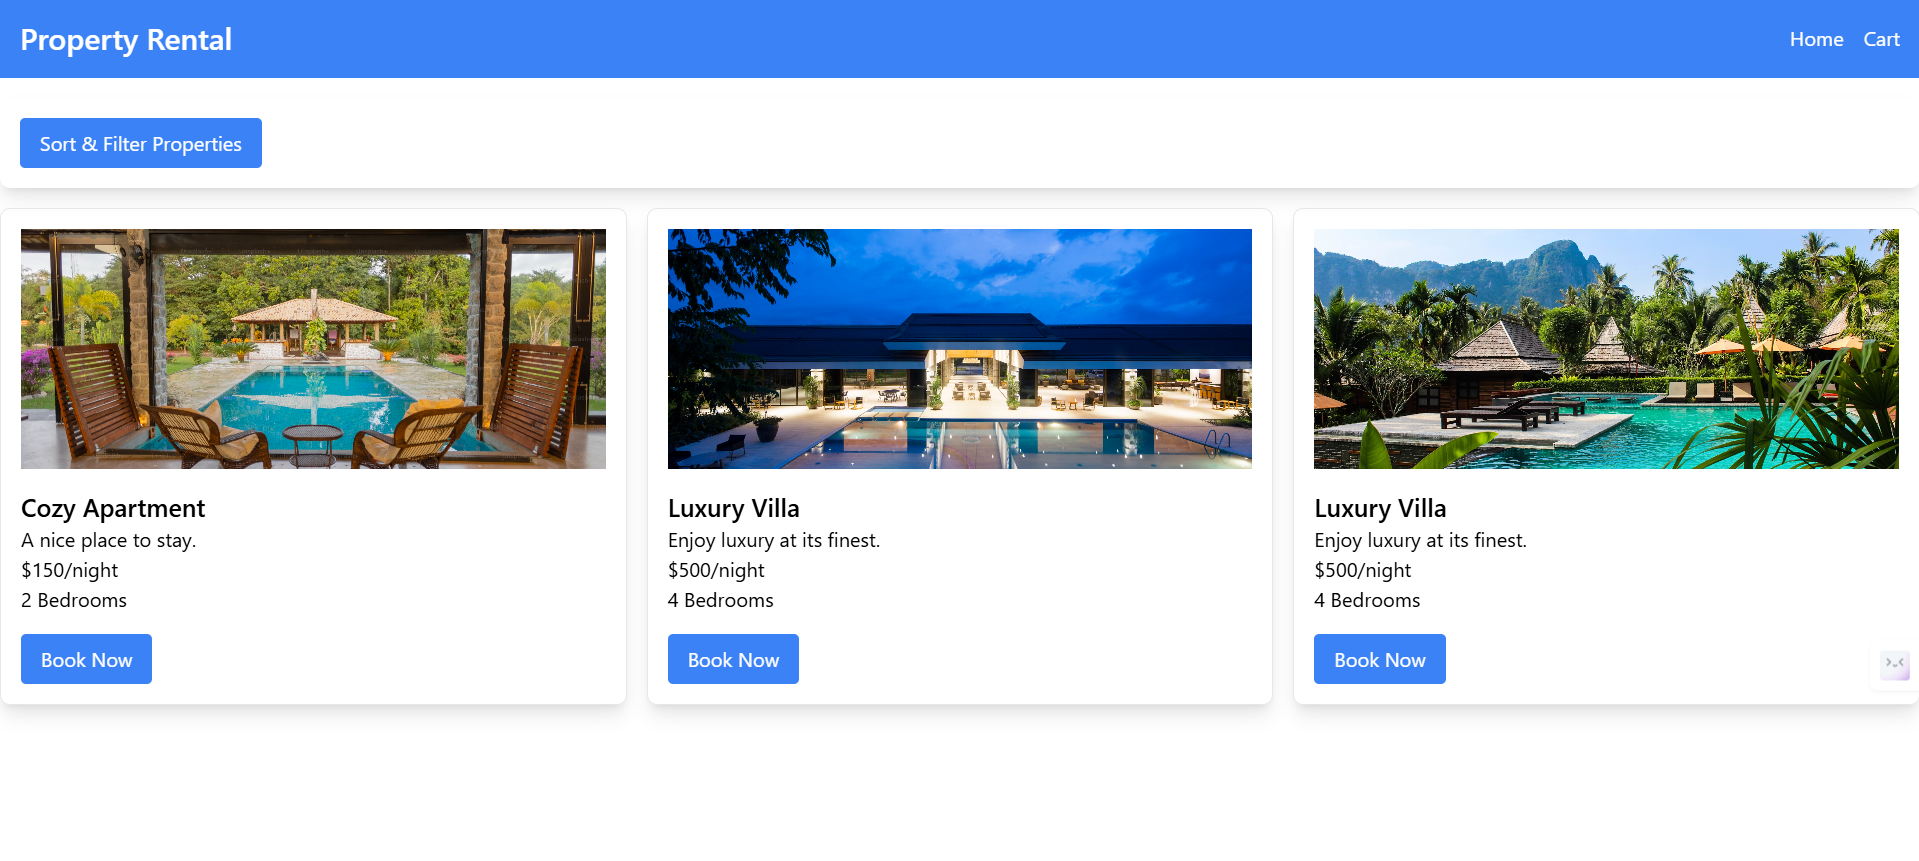 Property Rental
Home
Cart
Sort & Filter Properties
Cozy Apartment
A nice place to stay.
$150/night
2 Bedrooms
Book Now
Luxury Villa
Enjoy luxury at its finest.
$500/night
4 Bedrooms
Book Now
Luxury Villa
Enjoy luxury at its finest.
$500/night
4 Bedrooms
Book Now